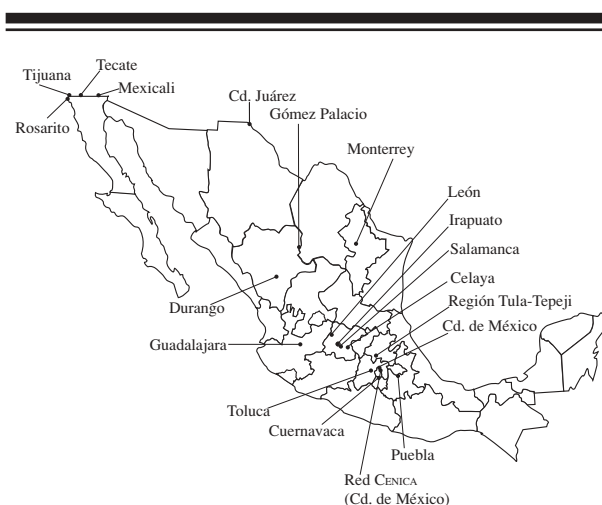 Tijuana
Tecate
Mexicali
Rosarito
Cd. Juárez
Gómez Palacio
Monterrey
León
Irapuato
Salamanca
Celaya
Región Tula-Tepeji
Cd. de México
Durango
Guadalajara
Toluca
Cuernavaca
Puebla
Red CENICA
(Cd. de México)